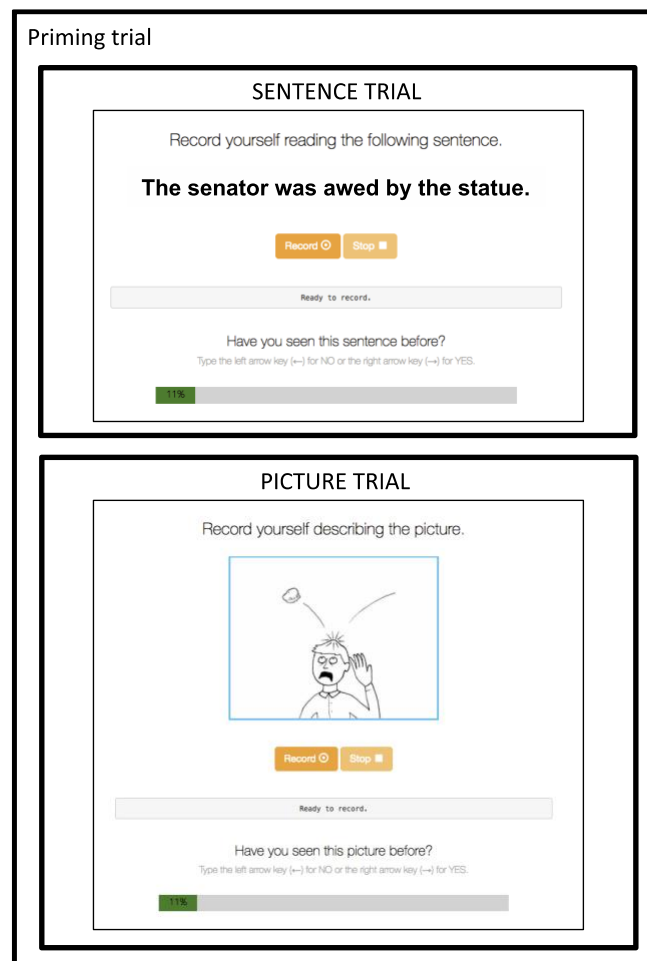 Priming trial
SENTENCE TRIAL
Record yourself reading the following sentence.
The senator was awed by the statue.
Record Stop
Ready to record.
Have you seen this sentence before?
Type the left arrow key (←) for NO or the right arrow key (→) for YES.
11%
PICTURE TRIAL
Record yourself describing the picture.
Record Stop
Ready to record.
Have you seen this picture before?
Type the left arrow key (←) for NO or the right arrow key (→) for YES.
11%